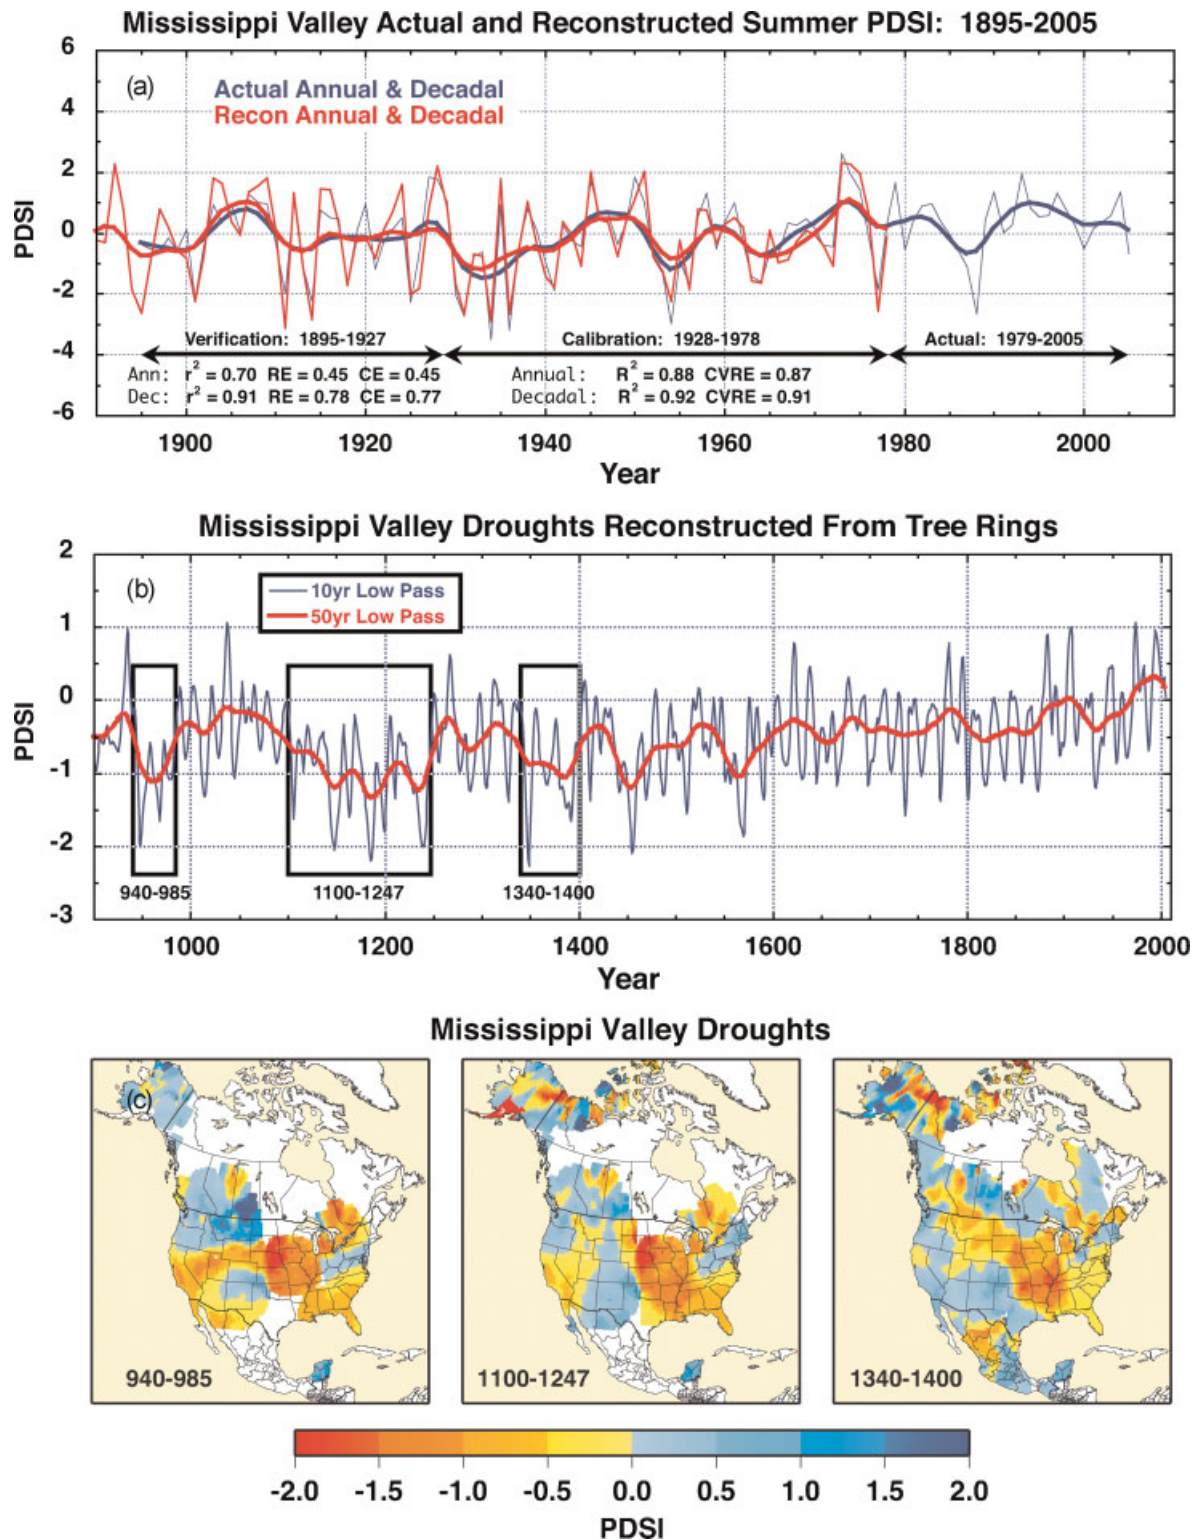 Mississippi Valley Actual and Reconstructed Summer PDSI: 1895-2005
(a)
Actual Annual & Decadal
Recon Annual & Decadal
6
4
2
0
-2
-4
-6
PDSI
Verification: 1895-1927
Calibration: 1928-1978
Actual: 1979-2005
Ann: r² = 0.70 RE = 0.45 CE = 0.45
Dec: r² = 0.91 RE = 0.78 CE = 0.77
Annual: R² = 0.88 CVRE = 0.87
Decadal: R² = 0.92 CVRE = 0.91
1900 1920 1940 1960 1980 2000
Year
Mississippi Valley Droughts Reconstructed From Tree Rings
(b)
10yr Low Pass
50yr Low Pass
2
1
0
-1
-2
-3
PDSI
940-985
1100-1247
1340-1400
1000 1200 1400 1600 1800 2000
Year
Mississippi Valley Droughts
(c)
940-985
1100-1247
1340-1400
-2.0 -1.5 -1.0 -0.5 0.0 0.5 1.0 1.5 2.0
PDSI